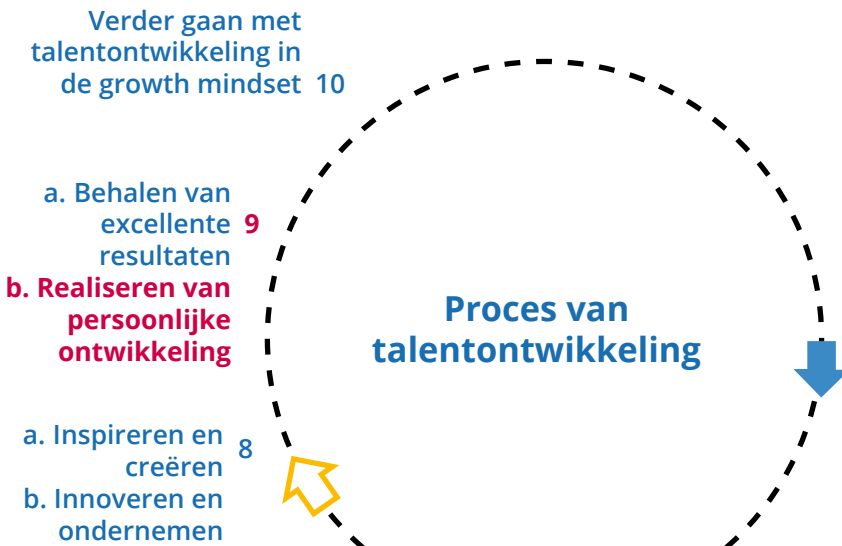 Verder gaan met
talentontwikkeling in
de growth mindset 10
a. Behalen van
excellente 9
resultaten
b. Realiseren van
persoonlijke
ontwikkeling
Proces van
talentontwikkeling
a. Inspireren en
8
creëren
b. Innoveren en
ondernemen